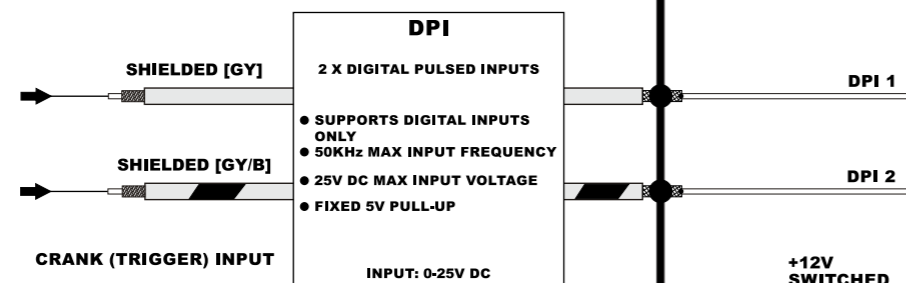 DPI
SHIELDED [GY]
2 X DIGITAL PULSED INPUTS
DPI 1
● SUPPORTS DIGITAL INPUTS
ONLY
● 50KHz MAX INPUT FREQUENCY
SHIELDED [GY/B]
● 25V DC MAX INPUT VOLTAGE
DPI 2
● FIXED 5V PULL-UP
CRANK (TRIGGER) INPUT
INPUT: 0-25V DC
+12V
SWITCHED